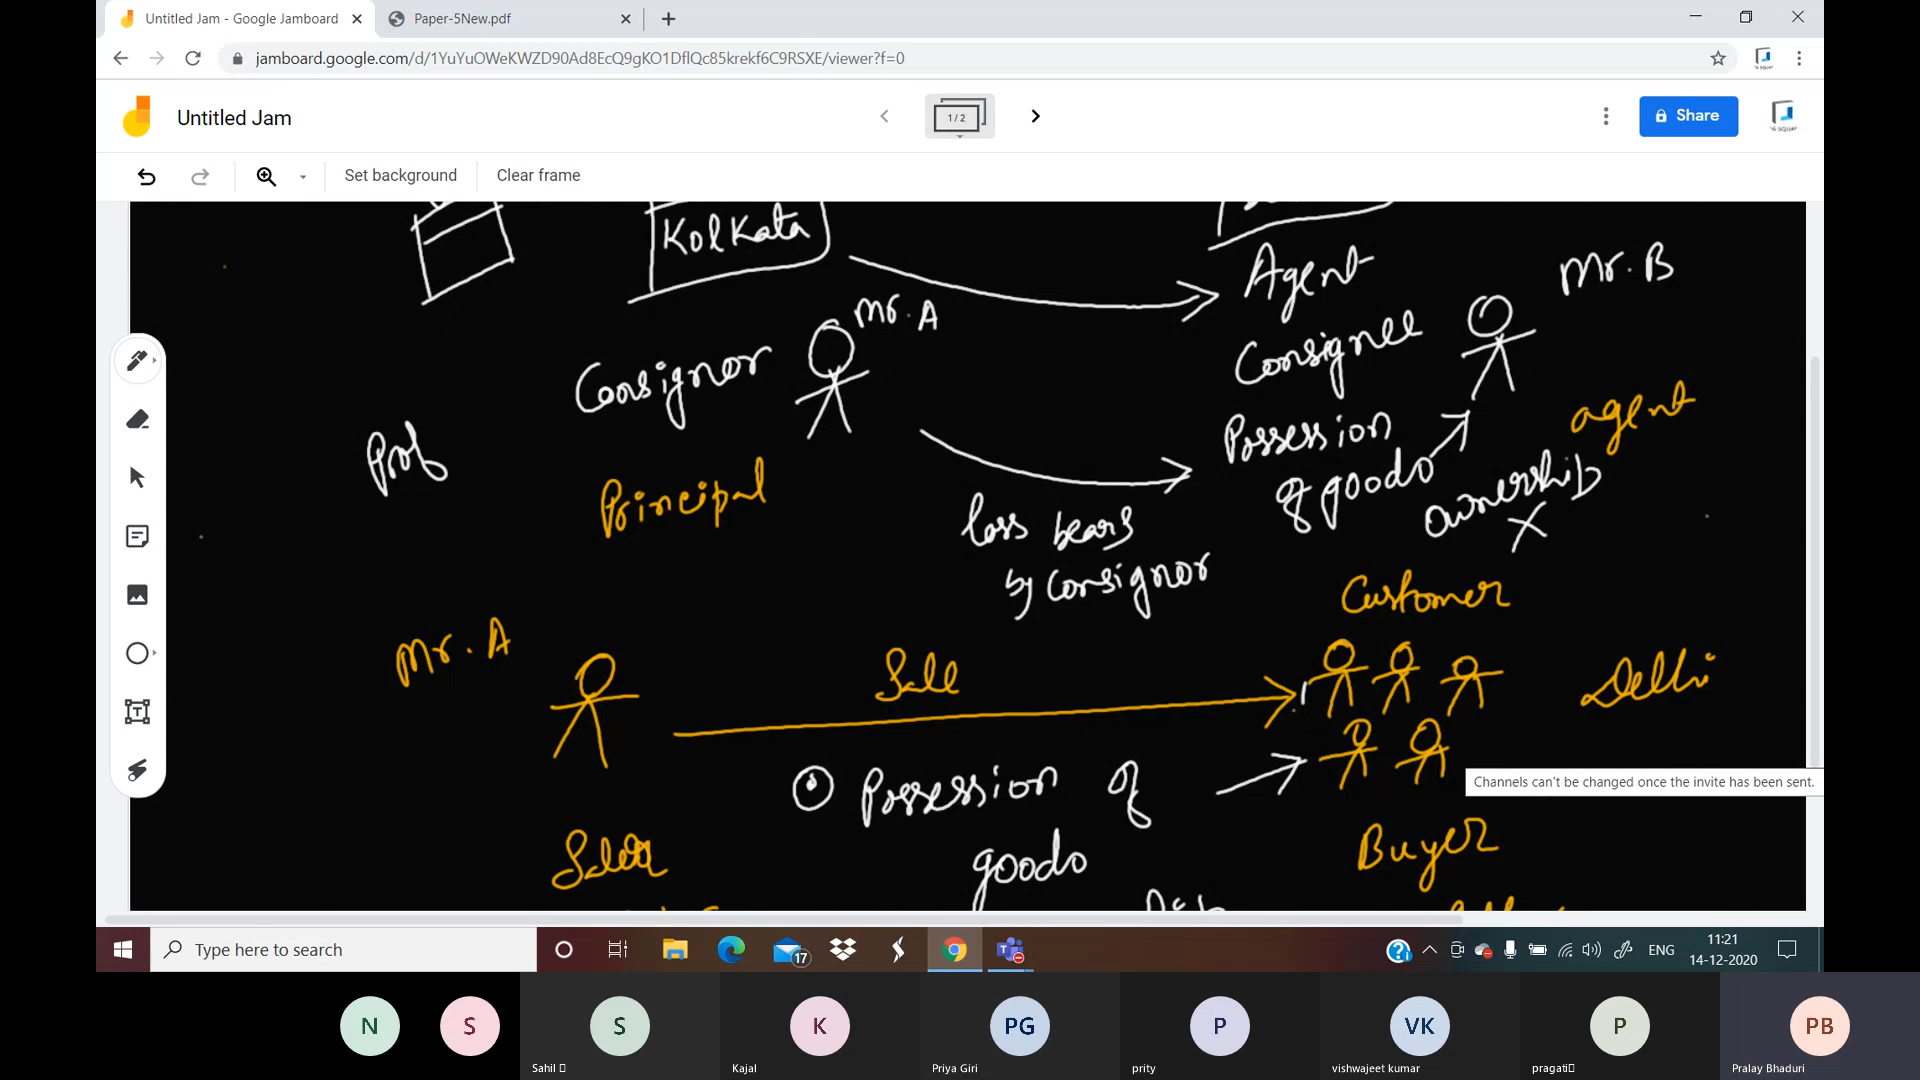 Untitled Jam - Google Jamboard
Paper-5New.pdf
jamboard.google.com/d/1YuYuOWeKWZD90Ad8EcQ9gKO1DflQc85krekf6C9RSXE/viewer?f=0
Untitled Jam
1 / 2
Share
Set background
Clear frame
Kolkata
Agent
Mr. B
Mr. A
Consignor
Consignee
agent
Possession
of goods
ownership
X
Prof
Principal
loss bears
by Consignor
Customer
Mr. A
Sale
Delhi
Possession of
goods
Channels can't be changed once the invite has been sent.
Buyer
Type here to search
17
ENG
11:21
14-12-2020
N
S
S
K
PG
P
VK
P
PB
Sahil
Kajal
Priya Giri
prity
vishwajeet kumar
pragati
Pralay Bhaduri